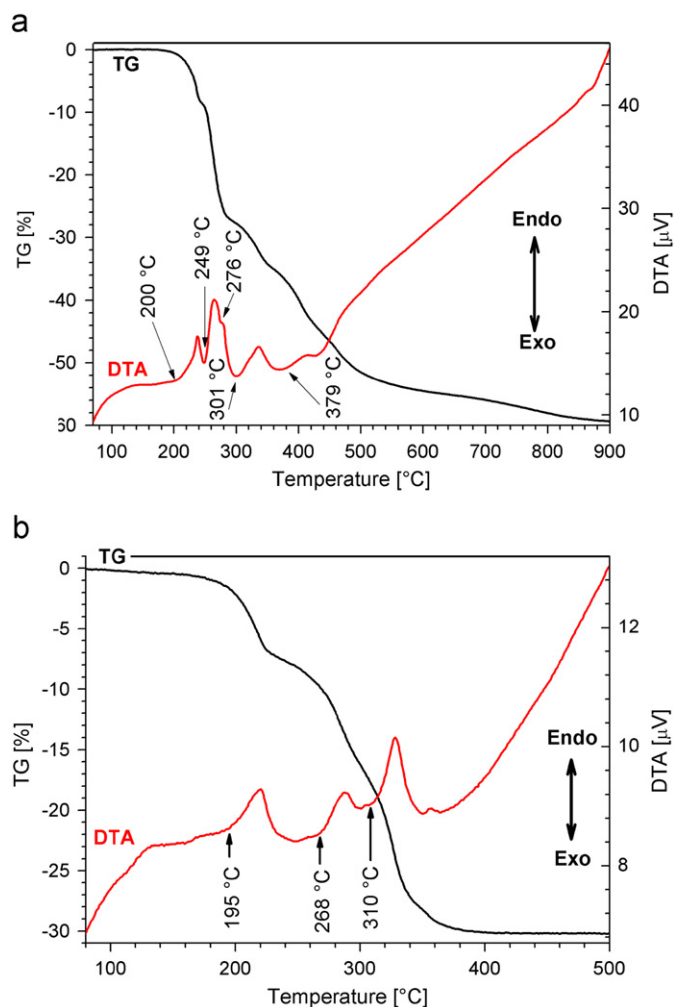 a
TG
0
-10
-20
-30
-40
-50
30
TG [%]
200 °C
249 °C
276 °C
301 °C
379 °C
DTA
Endo
Exo
40
30
20
10
DTA [µV]
100 200 300 400 500 600 700 800 900
Temperature [°C]
b
TG
0
-5
-10
-15
-20
-25
-30
TG [%]
DTA
195 °C
268 °C
310 °C
Endo
Exo
12
10
8
DTA [µV]
100 200 300 400 500
Temperature [°C]